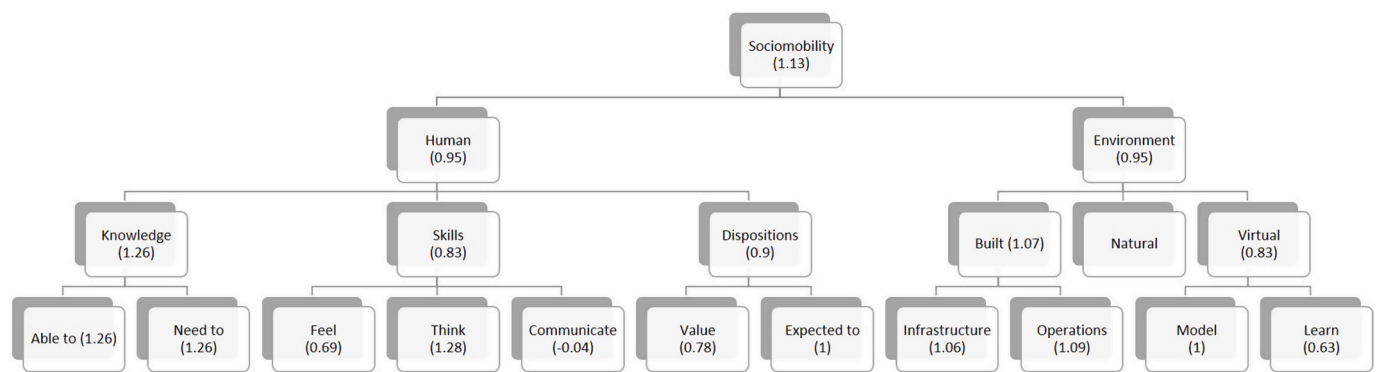 Sociomobility
(1.13)
Human
(0.95)
Environment
(0.95)
Knowledge
(1.26)
Skills
(0.83)
Dispositions
(0.9)
Built (1.07)
Natural
Virtual
(0.83)
Able to (1.26)
Need to
(1.26)
Feel
(0.69)
Think
(1.28)
Communicate
(-0.04)
Value
(0.78)
Expected to
(1)
Infrastructure
(1.06)
Operations
(1.09)
Model
(1)
Learn
(0.63)